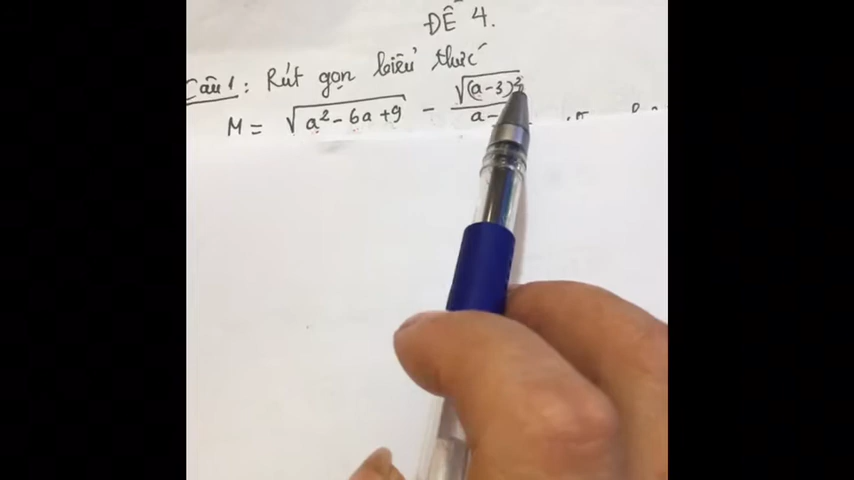 ĐỀ 4.
Câu 1: Rút gọn biểu thức
M = √(a² - 6a + 9) - √(a-3)² / a-